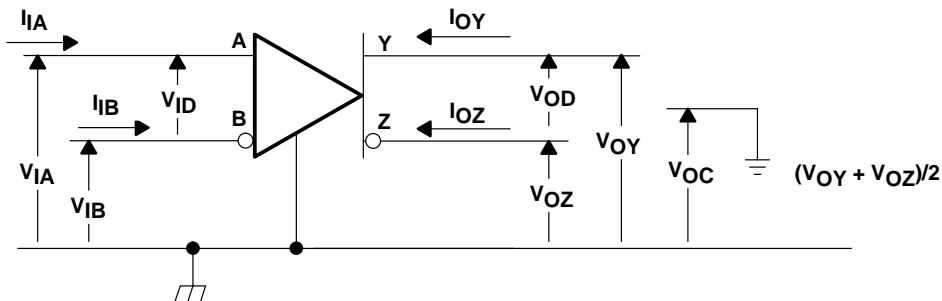 IIA
IOY
A
Y
IIB
VID
IOZ
VOD
B
Z
VOY
VIA
VOC
(VOY + VOZ)/2
VIB
VOZ